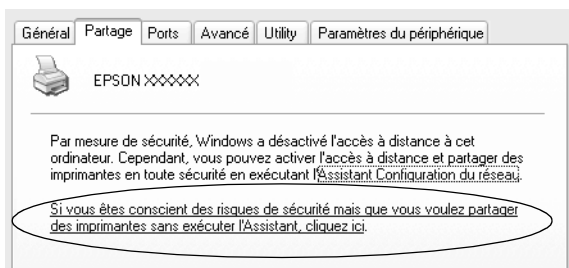 Général Partage Ports Avancé Utility Paramètres du périphérique
EPSON XXXXXX
Par mesure de sécurité, Windows a désactivé l'accès à distance à cet
ordinateur. Cependant, vous pouvez activer l'accès à distance et partager des
imprimantes en toute sécurité en exécutant l'Assistant Configuration du réseau.
Si vous êtes conscient des risques de sécurité mais que vous voulez partager
des imprimantes sans exécuter l'Assistant, cliquez ici.